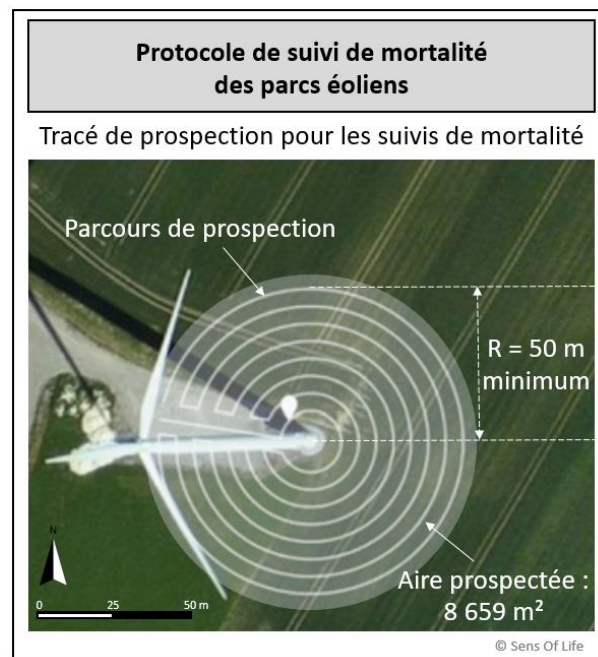 Protocole de suivi de mortalité
des parcs éoliens
Tracé de prospection pour les suivis de mortalité
Parcours de prospection
R = 50 m
minimum
Aire prospectée :
8 659 m²
N
0 25 50 m
© Sens Of Life